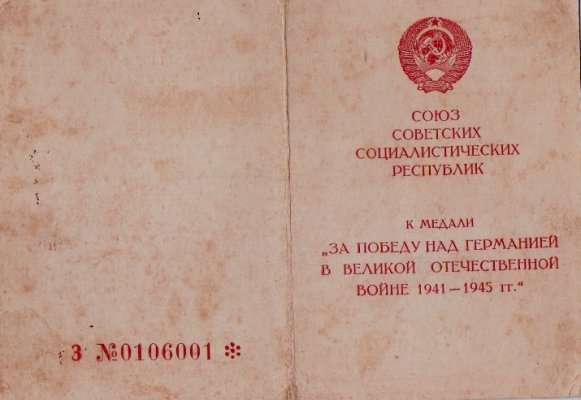 СОЮЗ
СОВЕТСКИХ
СОЦИАЛИСТИЧЕСКИХ
РЕСПУБЛИК
К МЕДАЛИ
„ЗА ПОБЕДУ НАД ГЕРМАНИЕЙ
В ВЕЛИКОЙ ОТЕЧЕСТВЕННОЙ
ВОЙНЕ 1941—1945 гг.“
З №0106001 ✻